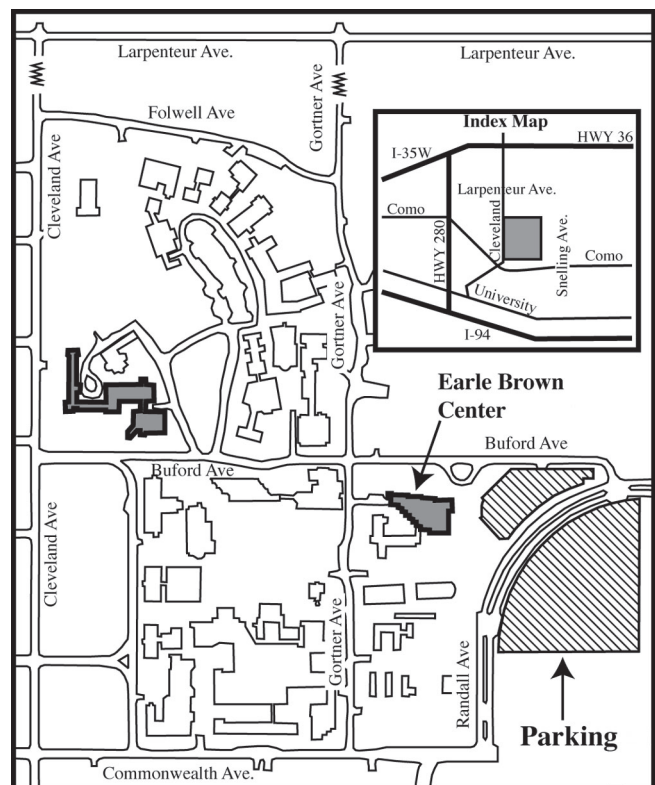 Larpenteur Ave.
Larpenteur Ave.
Gortner Ave
Folwell Ave
Cleveland Ave
Index Map
HWY 36
I-35W
Larpenteur Ave.
Como
Cleveland
HWY 280
Snelling Ave.
Como
University
I-94
Gortner Ave
Earle Brown
Center
Buford Ave
Buford Ave
Cleveland Ave
Gortner Ave
Randall Ave
Parking
Commonwealth Ave.